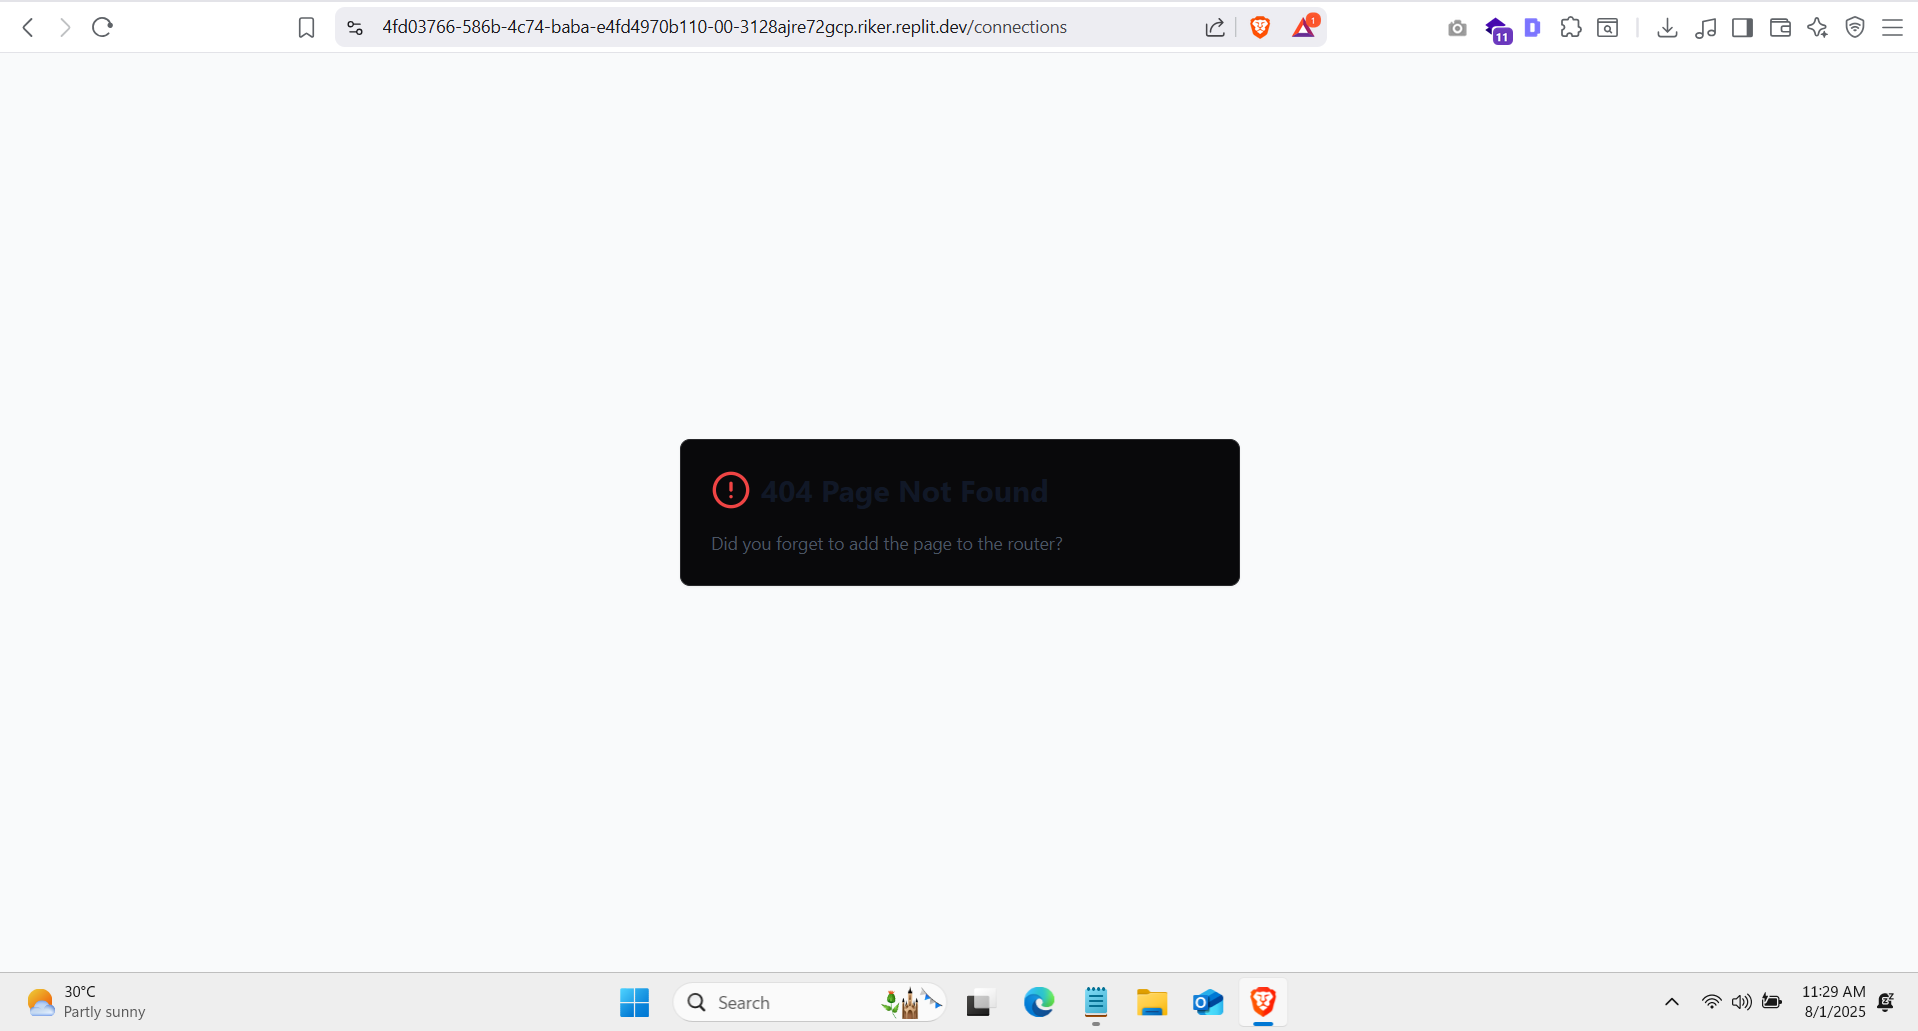 4fd03766-586b-4c74-baba-e4fd4970b110-00-3128ajre72gcp.riker.replit.dev/connections
1
11
D
404 Page Not Found
Did you forget to add the page to the router?
30°C
Partly sunny
Search
11:29 AM
8/1/2025